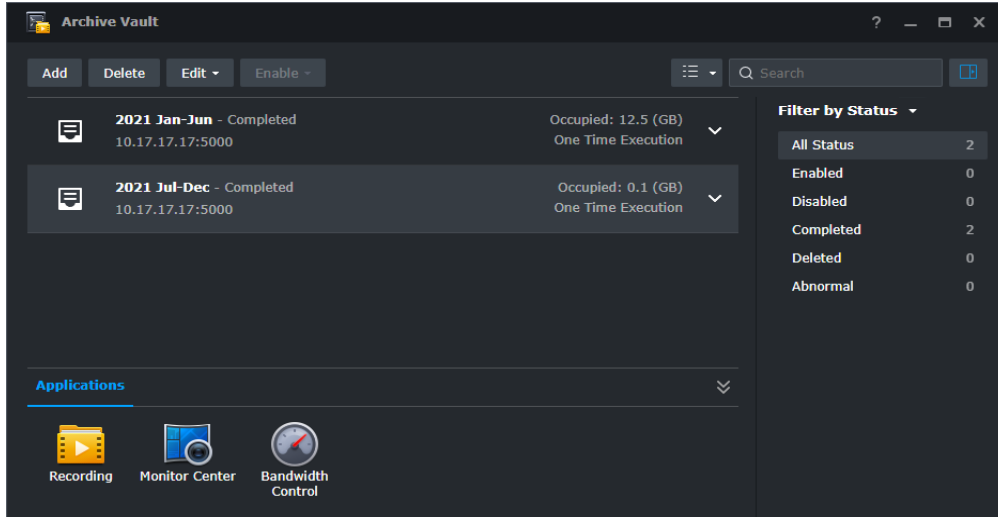 Archive Vault
?
Add Delete Edit Enable
Search
2021 Jan-Jun - Completed
10.17.17.17:5000
Occupied: 12.5 (GB)
One Time Execution
2021 Jul-Dec - Completed
10.17.17.17:5000
Occupied: 0.1 (GB)
One Time Execution
Filter by Status
All Status 2
Enabled 0
Disabled 0
Completed 2
Deleted 0
Abnormal 0
Applications
Recording
Monitor Center
Bandwidth
Control